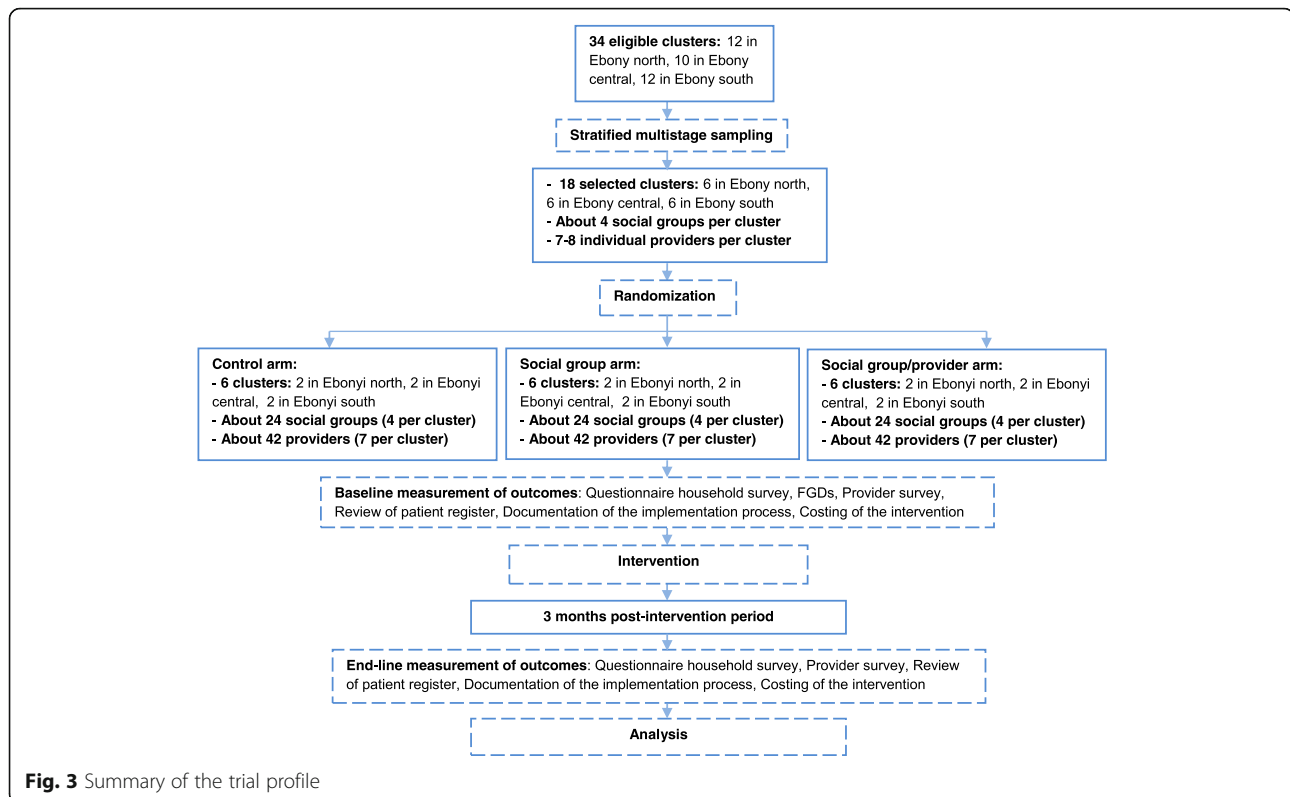 34 eligible clusters: 12 in
Ebony north, 10 in Ebony
central, 12 in Ebony south
Stratified multistage sampling
- 18 selected clusters: 6 in Ebony north,
6 in Ebony central, 6 in Ebony south
- About 4 social groups per cluster
- 7-8 individual providers per cluster
Randomization
Control arm:
- 6 clusters: 2 in Ebonyi north, 2 in Ebonyi
central, 2 in Ebonyi south
- About 24 social groups (4 per cluster)
- About 42 providers (7 per cluster)
Social group arm:
- 6 clusters: 2 in Ebonyi north, 2 in
Ebonyi central, 2 in Ebonyi south
- About 24 social groups (4 per cluster)
- About 42 providers (7 per cluster)
Social group/provider arm:
- 6 clusters: 2 in Ebonyi north, 2 in Ebonyi
central, 2 in Ebonyi south
- About 24 social groups (4 per cluster)
- About 42 providers (7 per cluster)
Baseline measurement of outcomes: Questionnaire household survey, FGDs, Provider survey,
Review of patient register, Documentation of the implementation process, Costing of the intervention
Intervention
3 months post-intervention period
End-line measurement of outcomes: Questionnaire household survey, Provider survey, Review
of patient register, Documentation of the implementation process, Costing of the intervention
Analysis
Fig. 3 Summary of the trial profile